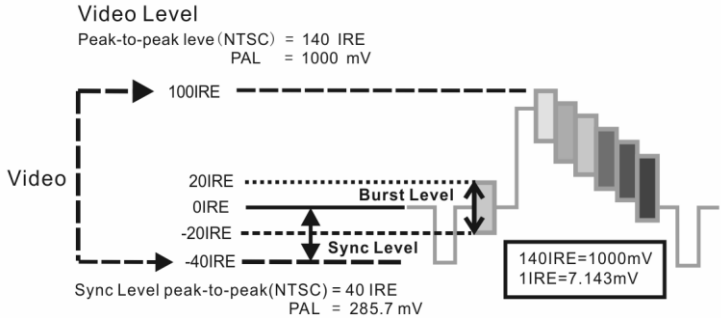 Video Level
Peak-to-peak leve(NTSC) = 140 IRE
PAL = 1000 mV
100IRE
Video
20IRE
Burst Level
0IRE
-20IRE
Sync Level
-40IRE
140IRE=1000mV
1IRE=7.143mV
Sync Level peak-to-peak(NTSC) = 40 IRE
PAL = 285.7 mV